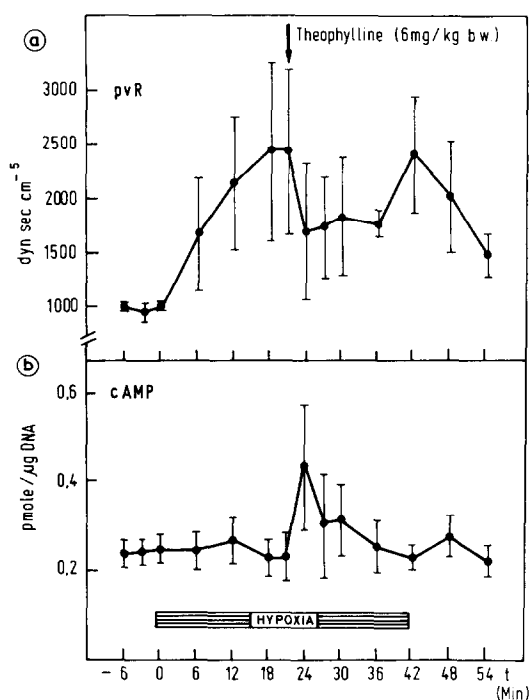 a
Theophylline (6mg/kg b.w.)
pvR
3000
2500
2000
1500
1000
dyn sec cm⁻⁵
b
cAMP
0,6
0,4
0,2
pmole/µg DNA
HYPOXIA
- 6 0 6 12 18 24 30 36 42 48 54 t
(Min)